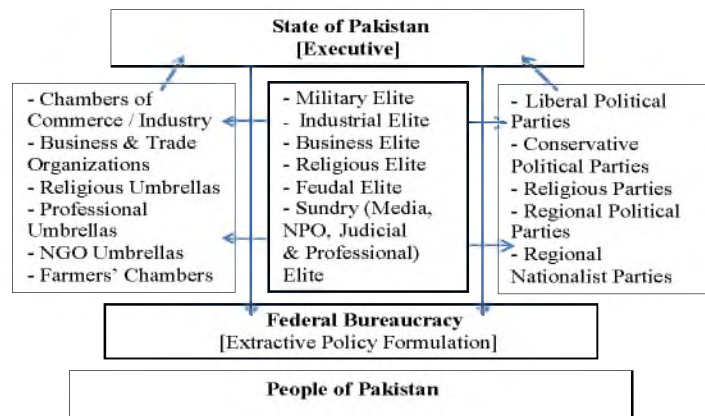 State of Pakistan
[Executive]
- Chambers of
Commerce / Industry
- Business & Trade
Organizations
- Religious Umbrellas
- Professional
Umbrellas
- NGO Umbrellas
- Farmers' Chambers
- Military Elite
- Industrial Elite
- Business Elite
- Religious Elite
- Feudal Elite
- Sundry (Media,
NPO, Judicial
& Professional)
Elite
- Liberal Political
Parties
- Conservative
Political Parties
- Religious Parties
- Regional Political
Parties
- Regional
Nationalist Parties
Federal Bureaucracy
[Extractive Policy Formulation]
People of Pakistan